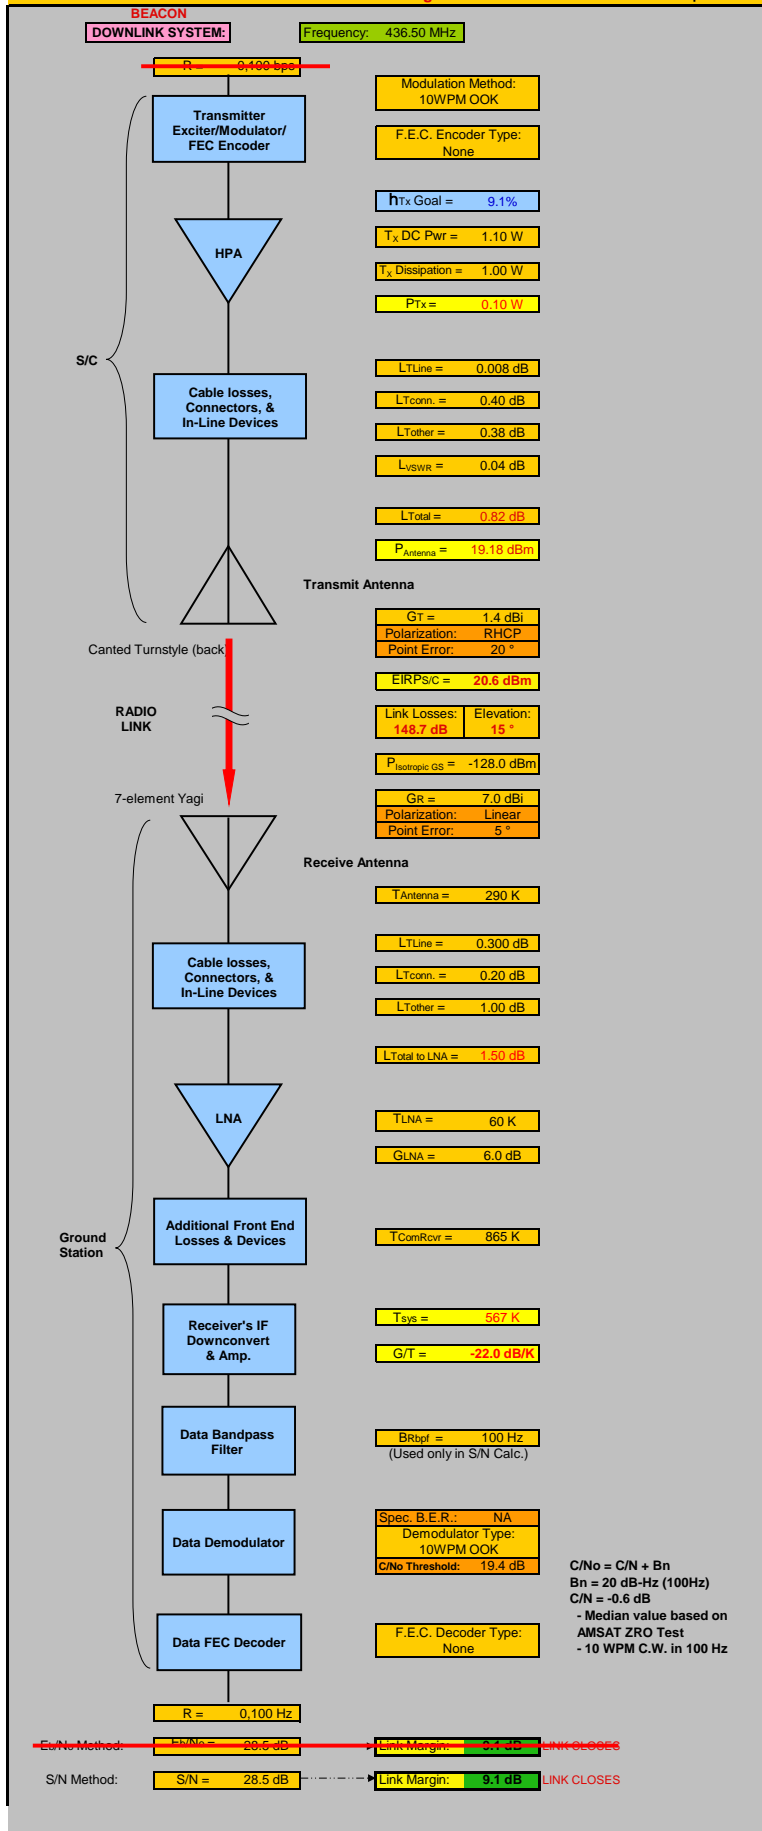 BEACON
DOWNLINK SYSTEM:
Frequency: 436.50 MHz
R = 0,100 bps
Modulation Method:
10WPM OOK
Transmitter
Exciter/Modulator/
FEC Encoder
F.E.C. Encoder Type:
None
hTx Goal = 9.1%
TX DC Pwr = 1.10 W
HPA
TX Dissipation = 1.00 W
PTx = 0.10 W
S/C
LTLine = 0.008 dB
Cable losses,
Connectors, &
In-Line Devices
LTconn. = 0.40 dB
LTother = 0.38 dB
LVSWR = 0.04 dB
LTotal = 0.82 dB
PAntenna = 19.18 dBm
Transmit Antenna
GT = 1.4 dBi
Polarization: RHCP
Point Error: 20 °
Canted Turnstyle (back)
EIRPS/C = 20.6 dBm
RADIO
LINK
Link Losses: Elevation:
148.7 dB 15 °
PIsotropic GS = -128.0 dBm
7-element Yagi
GR = 7.0 dBi
Polarization: Linear
Point Error: 5 °
Receive Antenna
TAntenna = 290 K
LTLine = 0.300 dB
Cable losses,
Connectors, &
In-Line Devices
LTconn. = 0.20 dB
LTother = 1.00 dB
LTotal to LNA = 1.50 dB
LNA
TLNA = 60 K
GLNA = 6.0 dB
Ground
Station
Additional Front End
Losses & Devices
TComRcvr = 865 K
Receiver's IF
Downconvert
& Amp.
Tsys = 567 K
G/T = -22.0 dB/K
Data Bandpass
Filter
BRbpf = 100 Hz
(Used only in S/N Calc.)
Data Demodulator
Spec. B.E.R.: NA
Demodulator Type:
10WPM OOK
C/No Threshold: 19.4 dB
C/No = C/N + Bn
Bn = 20 dB-Hz (100Hz)
C/N = -0.6 dB
- Median value based on
AMSAT ZRO Test
- 10 WPM C.W. in 100 Hz
Data FEC Decoder
F.E.C. Decoder Type:
None
R = 0,100 Hz
Eb/No Method: Eb/No = 28.5 dB Link Margin: 9.1 dB LINK CLOSES
S/N Method: S/N = 28.5 dB Link Margin: 9.1 dB LINK CLOSES